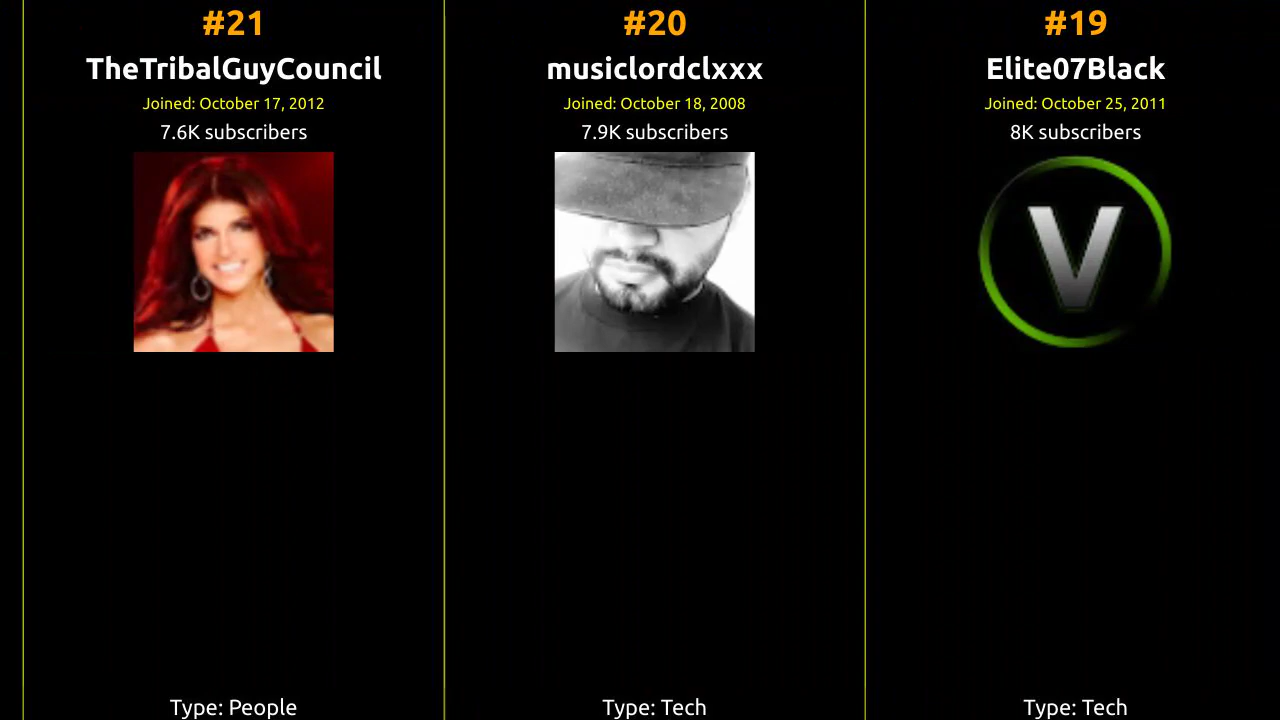 #21
TheTribalGuyCouncil
Joined: October 17, 2012
7.6K subscribers
Type: People
#20
musiclordclxxx
Joined: October 18, 2008
7.9K subscribers
Type: Tech
#19
Elite07Black
Joined: October 25, 2011
8K subscribers
V
Type: Tech